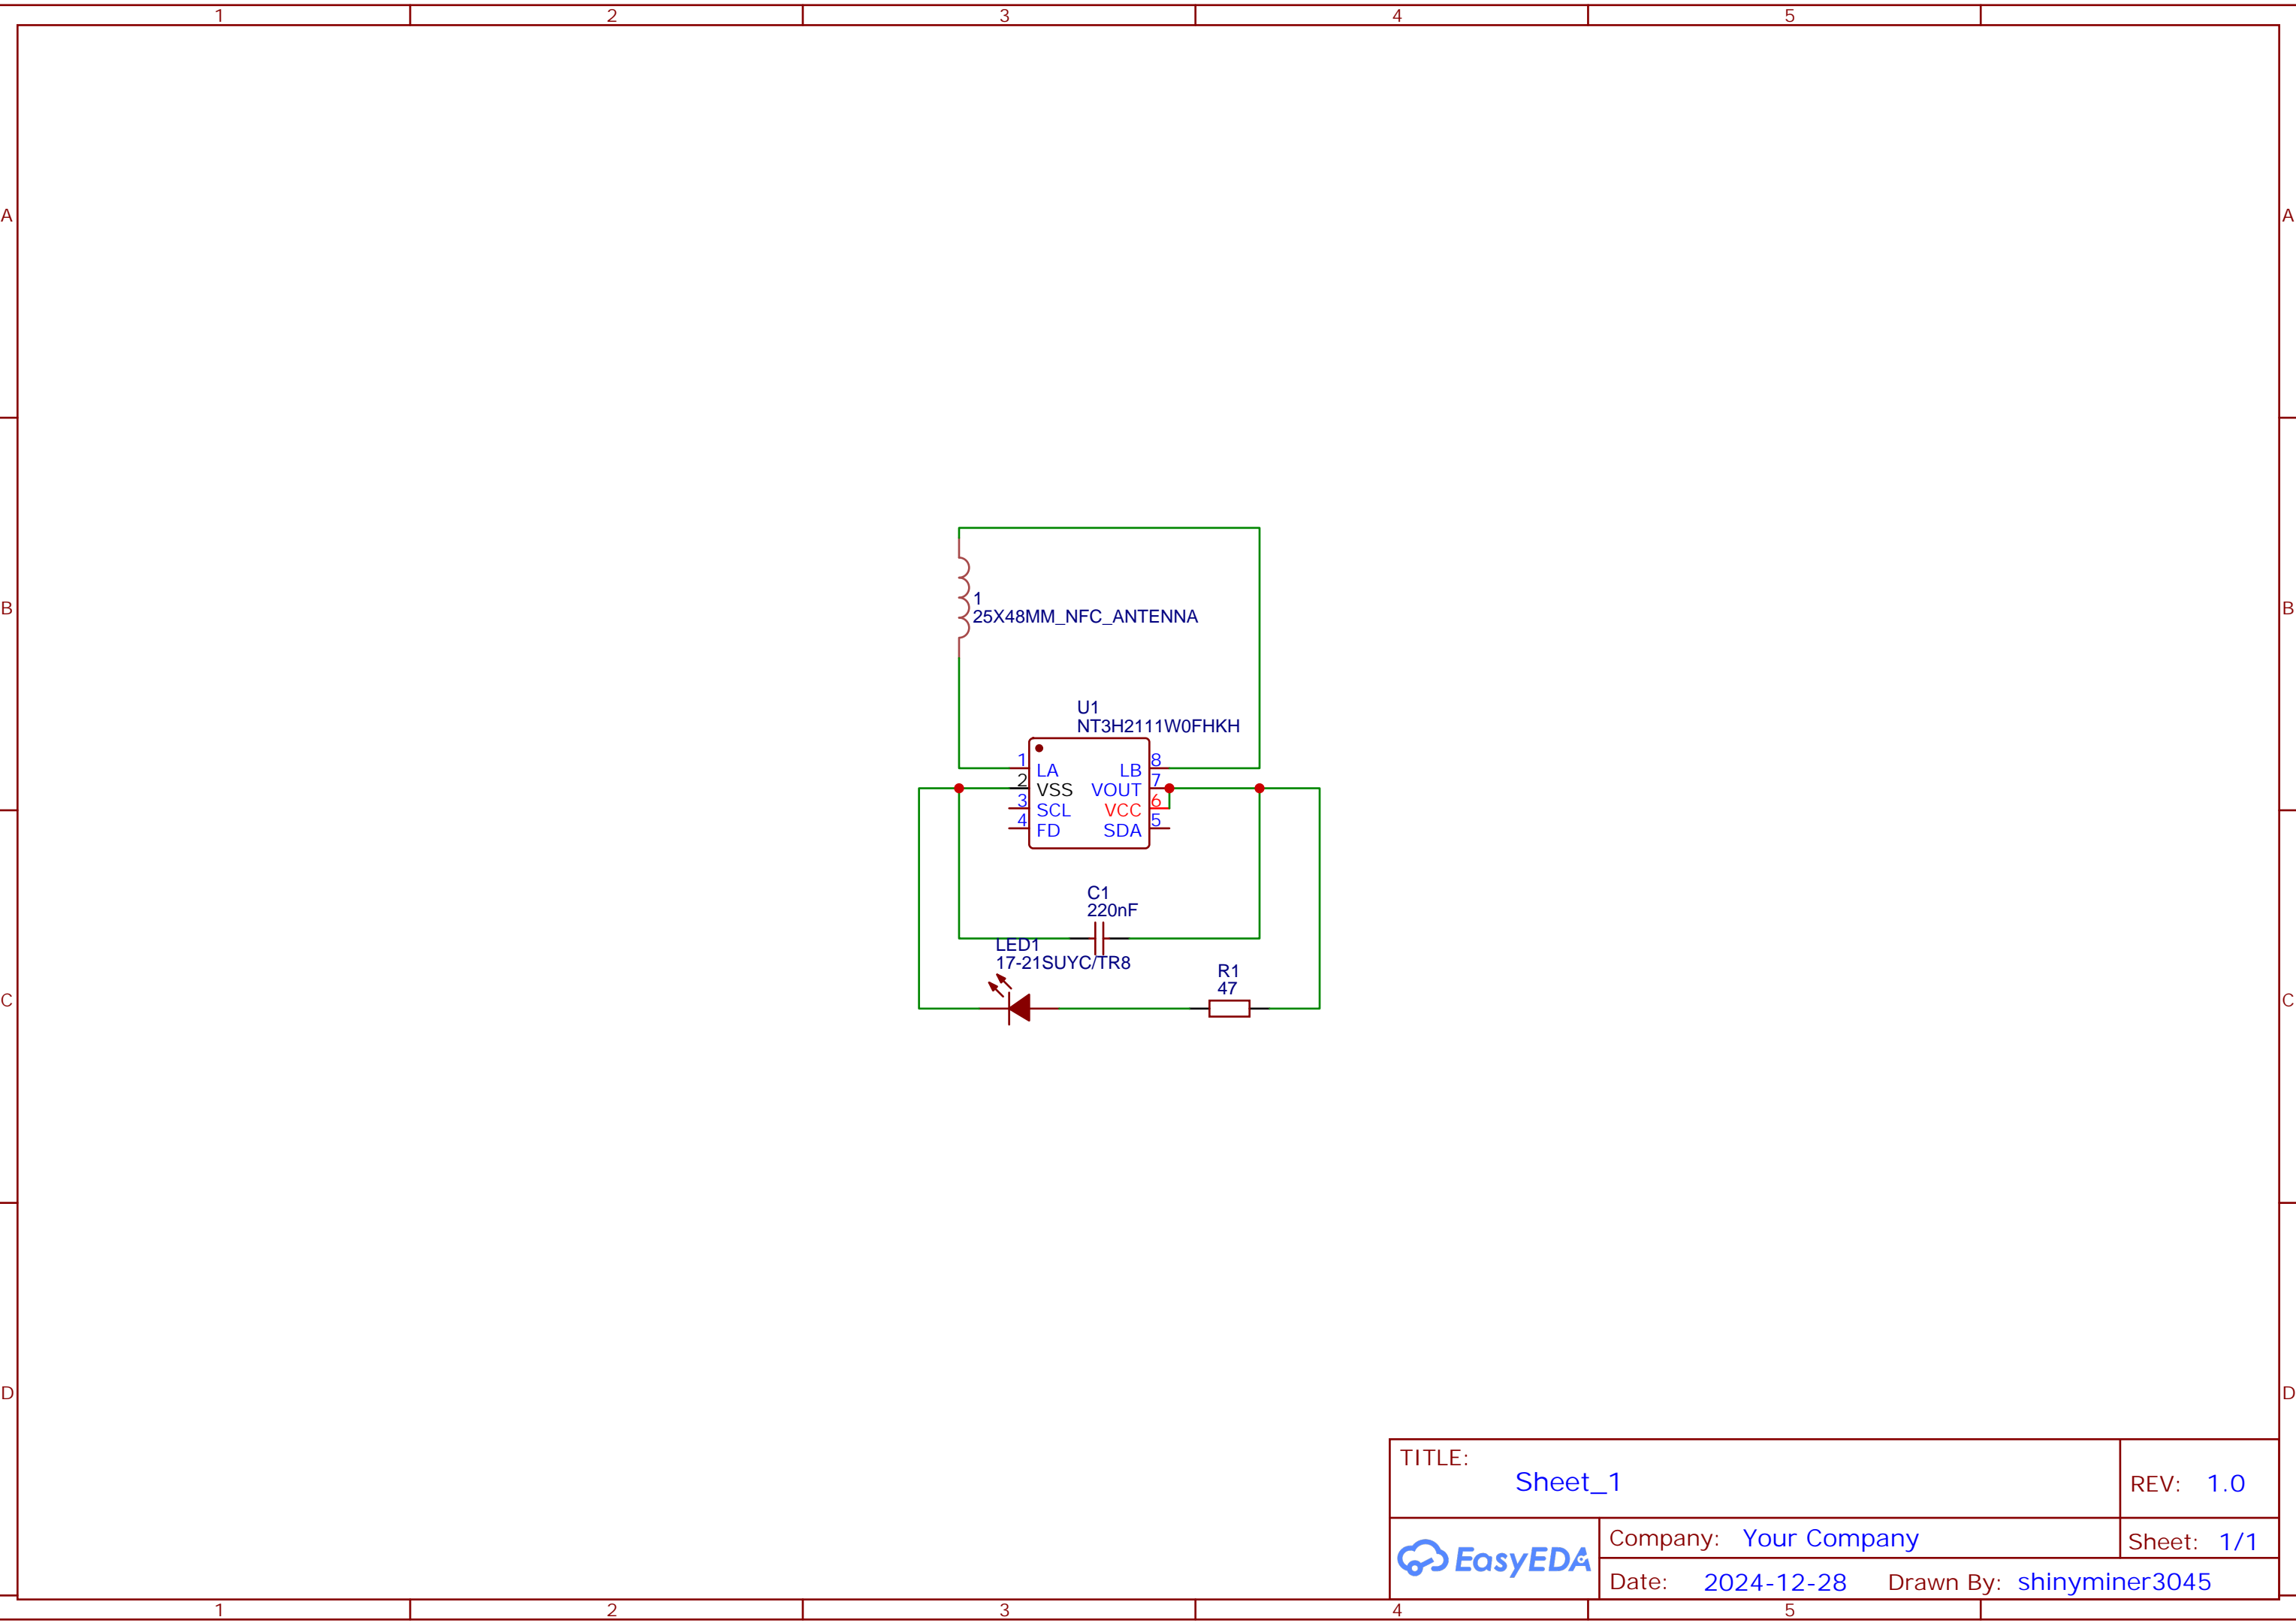 1 2 3 4 5
A A
1
25X48MM_NFC_ANTENNA
B B
U1
NT3H2111W0FHKH
1 8
LA LB
2 7
VSS VOUT
3 6
SCL VCC
4 5
FD SDA
C1
220nF
LED1
17-21SUYC/TR8
R1
47
C C
D D
TITLE:
Sheet_1
REV: 1.0
EasyEDA
Company: Your Company
Sheet: 1/1
Date: 2024-12-28 Drawn By: shinyminer3045
1 2 3 4 5